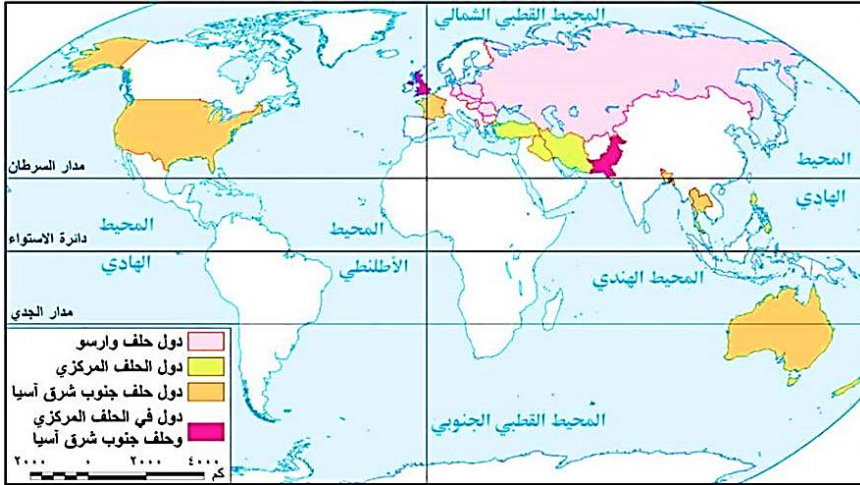 المحيط القطبي الشمالي
مدار السرطان
المحيط
الهادي
المحيط
الهادي
دائرة الاستواء
المحيط
الأطلنطي
المحيط الهندي
مدار الجدي
المحيط القطبي الجنوبي
دول حلف وارسو
دول الحلف المركزي
دول حلف جنوب شرق آسيا
دول في الحلف المركزي
وحلف جنوب شرق آسيا
٢٠٠٠ ٠ ٢٠٠٠ ٤٠٠٠
كم